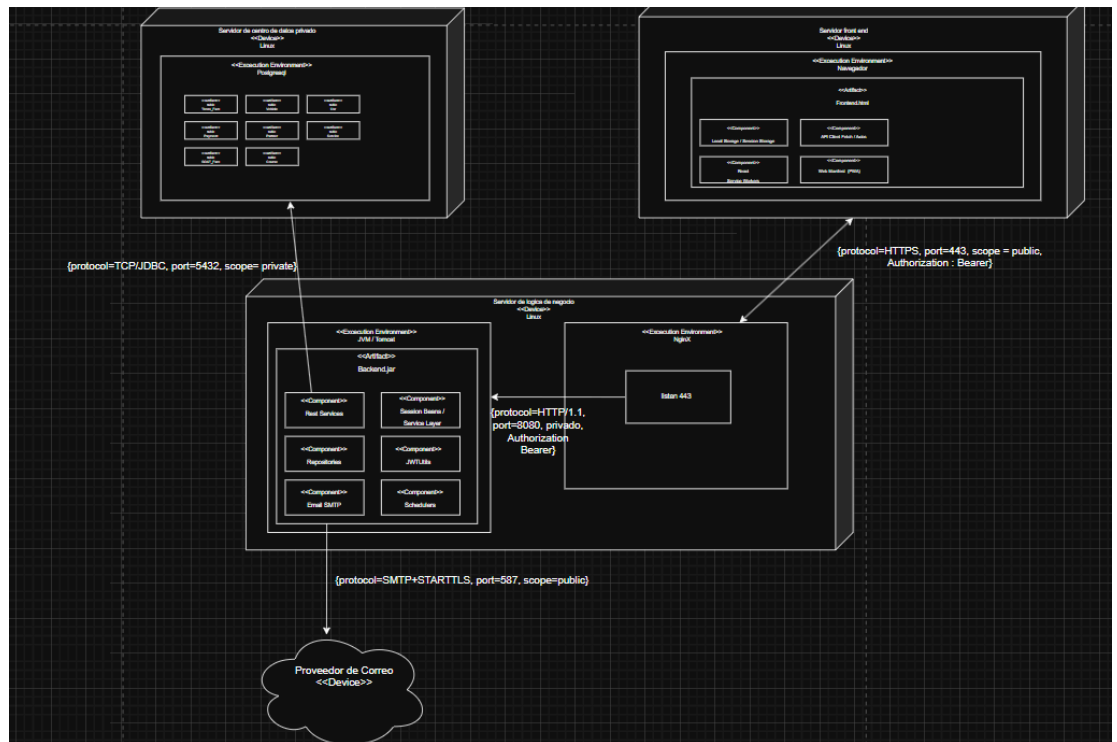 Servidor de centro de datos privado
<<Device>>
Linux
<<Execution Environment>>
Postgresql
Servidor front end
<<Device>>
Linux
<<Execution Environment>>
Navegador
<<Artifact>>
Frontend.html
<<Component>>
Local Storage / Session Storage
<<Component>>
API Client Fetch / Axios
<<Component>>
React
Service Workers
<<Component>>
Web Manifest (PWA)
{protocol=TCP/JDBC, port=5432, scope= private}
{protocol=HTTPS, port=443, scope = public,
Authorization : Bearer}
Servidor de logica de negocio
<<Device>>
Linux
<<Execution Environment>>
JVM / Tomcat
<<Artifact>>
Backend.jar
<<Component>>
Rest Services
<<Component>>
Session Beans /
Service Layer
<<Component>>
Repositories
<<Component>>
JWTUtils
<<Component>>
Email SMTP
<<Component>>
Schedulers
<<Execution Environment>>
NginX
listen 443
{protocol=HTTP/1.1,
port=8080, privado,
Authorization
Bearer}
{protocol=SMTP+STARTTLS, port=587, scope=public}
Proveedor de Correo
<<Device>>